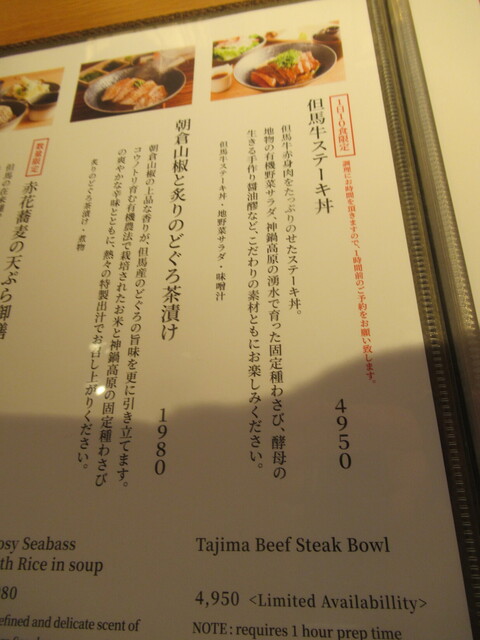 1日10食限定
調理にお時間を頂きますので、1時間前のご予約をお願い致します。
但馬牛ステーキ丼
4950
但馬牛赤身肉をたっぷりのせたステーキ丼。
地物の有機野菜サラダ、神鍋高原の湧水で育った固定種わさび、酵母の
生きる手作り醤油醪など、こだわりの素材とともにお楽しみください。
但馬牛ステーキ丼・地野菜サラダ・味噌汁
朝倉山椒と炙りのどぐろ茶漬け
1980
朝倉山椒の上品な香りが、但馬産のどぐろの旨味を更に引き立てます。
コウノトリ育む有機農法で栽培されたお米と神鍋高原の固定種わさび
の爽やかな辛味とともに、熱々の特製出汁でお召し上がりください。
炙りのどぐろ茶漬け・煮物
数量限定
赤花蕎麦の天ぷら御膳
osy Seabass
th Rice in soup
980
efined and delicate scent of
Tajima Beef Steak Bowl
4,950 <Limited Availabillity>
NOTE : requires 1 hour prep time